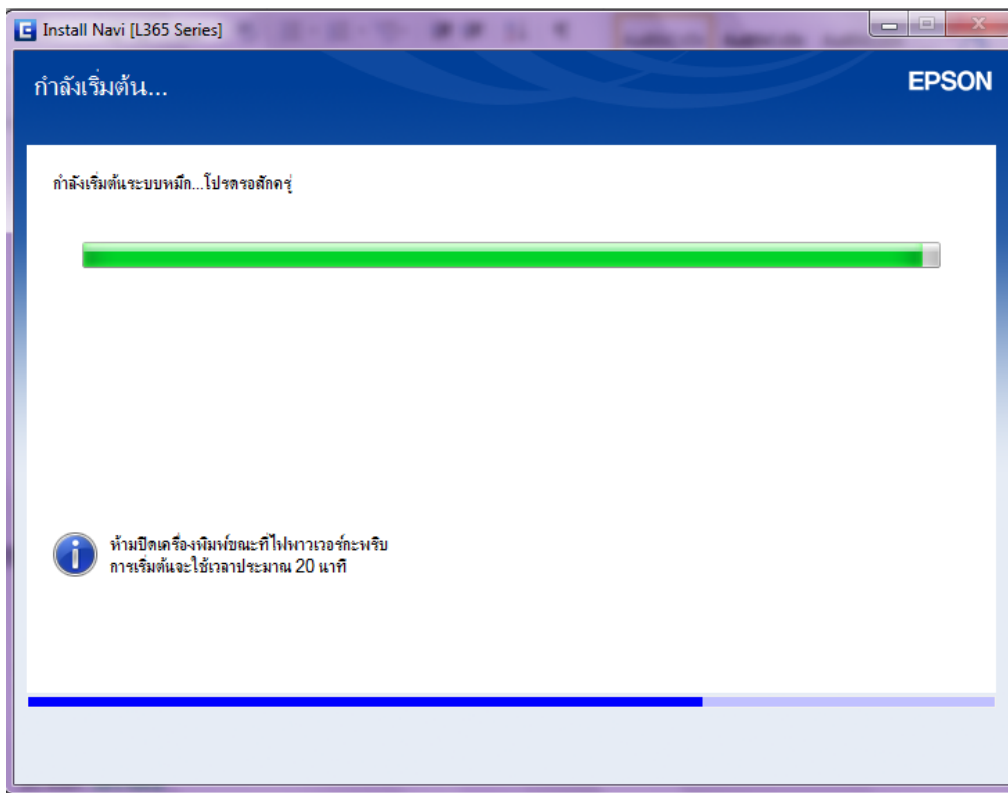 Install Navi [L365 Series]
กำลังเริ่มต้น...
EPSON
กำลังเริ่มต้นระบบหมึก...โปรดรอสักครู่
ห้ามปิดเครื่องพิมพ์ขณะที่ไฟพาวเวอร์กะพริบ
การเริ่มต้นจะใช้เวลาประมาณ 20 นาที